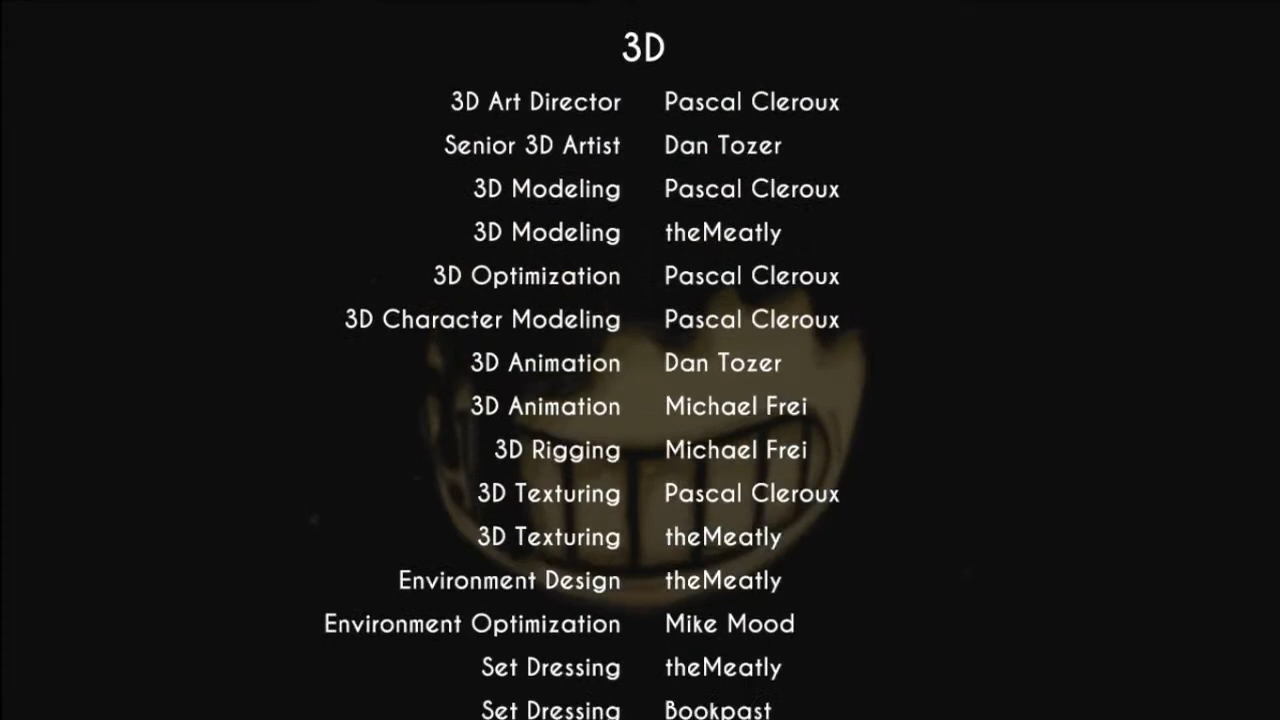 3D
3D Art Director Pascal Cleroux
Senior 3D Artist Dan Tozer
3D Modeling Pascal Cleroux
3D Modeling theMeatly
3D Optimization Pascal Cleroux
3D Character Modeling Pascal Cleroux
3D Animation Dan Tozer
3D Animation Michael Frei
3D Rigging Michael Frei
3D Texturing Pascal Cleroux
3D Texturing theMeatly
Environment Design theMeatly
Environment Optimization Mike Mood
Set Dressing theMeatly
Set Dressing Bookpast